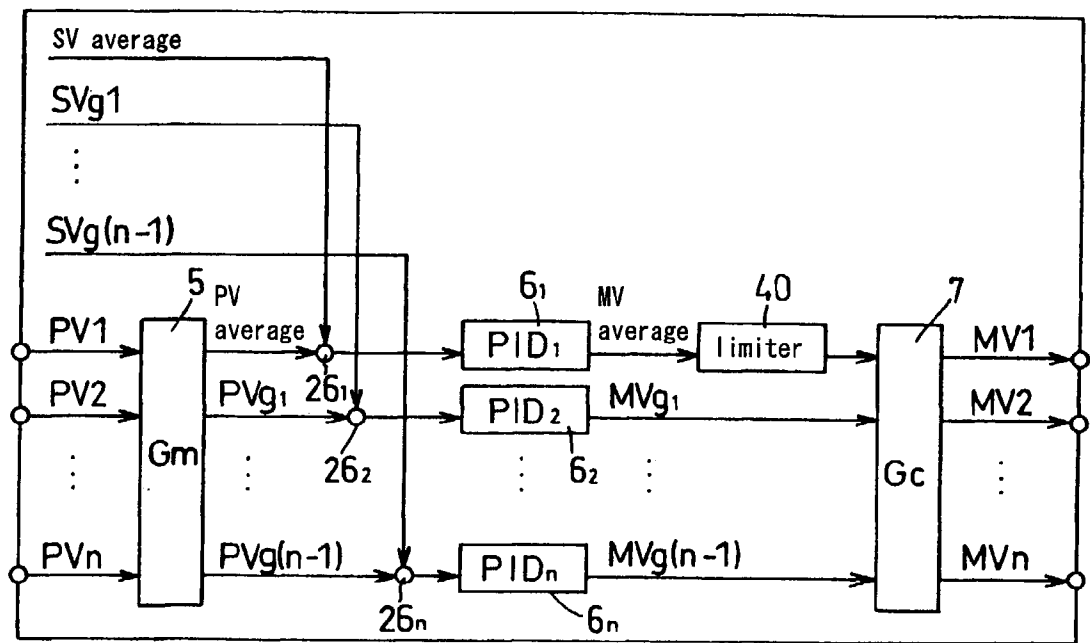 SV average
SVg1
⋮
SVg(n-1)
5 PV average
6₁
MV average
40
7
PV1
PID₁
limiter
MV1
26₁
PV2
PVg₁
PID₂
MVg₁
MV2
Gm
26₂
6₂
Gc
⋮ ⋮ ⋮ ⋮ ⋮
PVn
PVg(n-1)
PIDₙ
MVg(n-1)
MVn
26ₙ
6ₙ